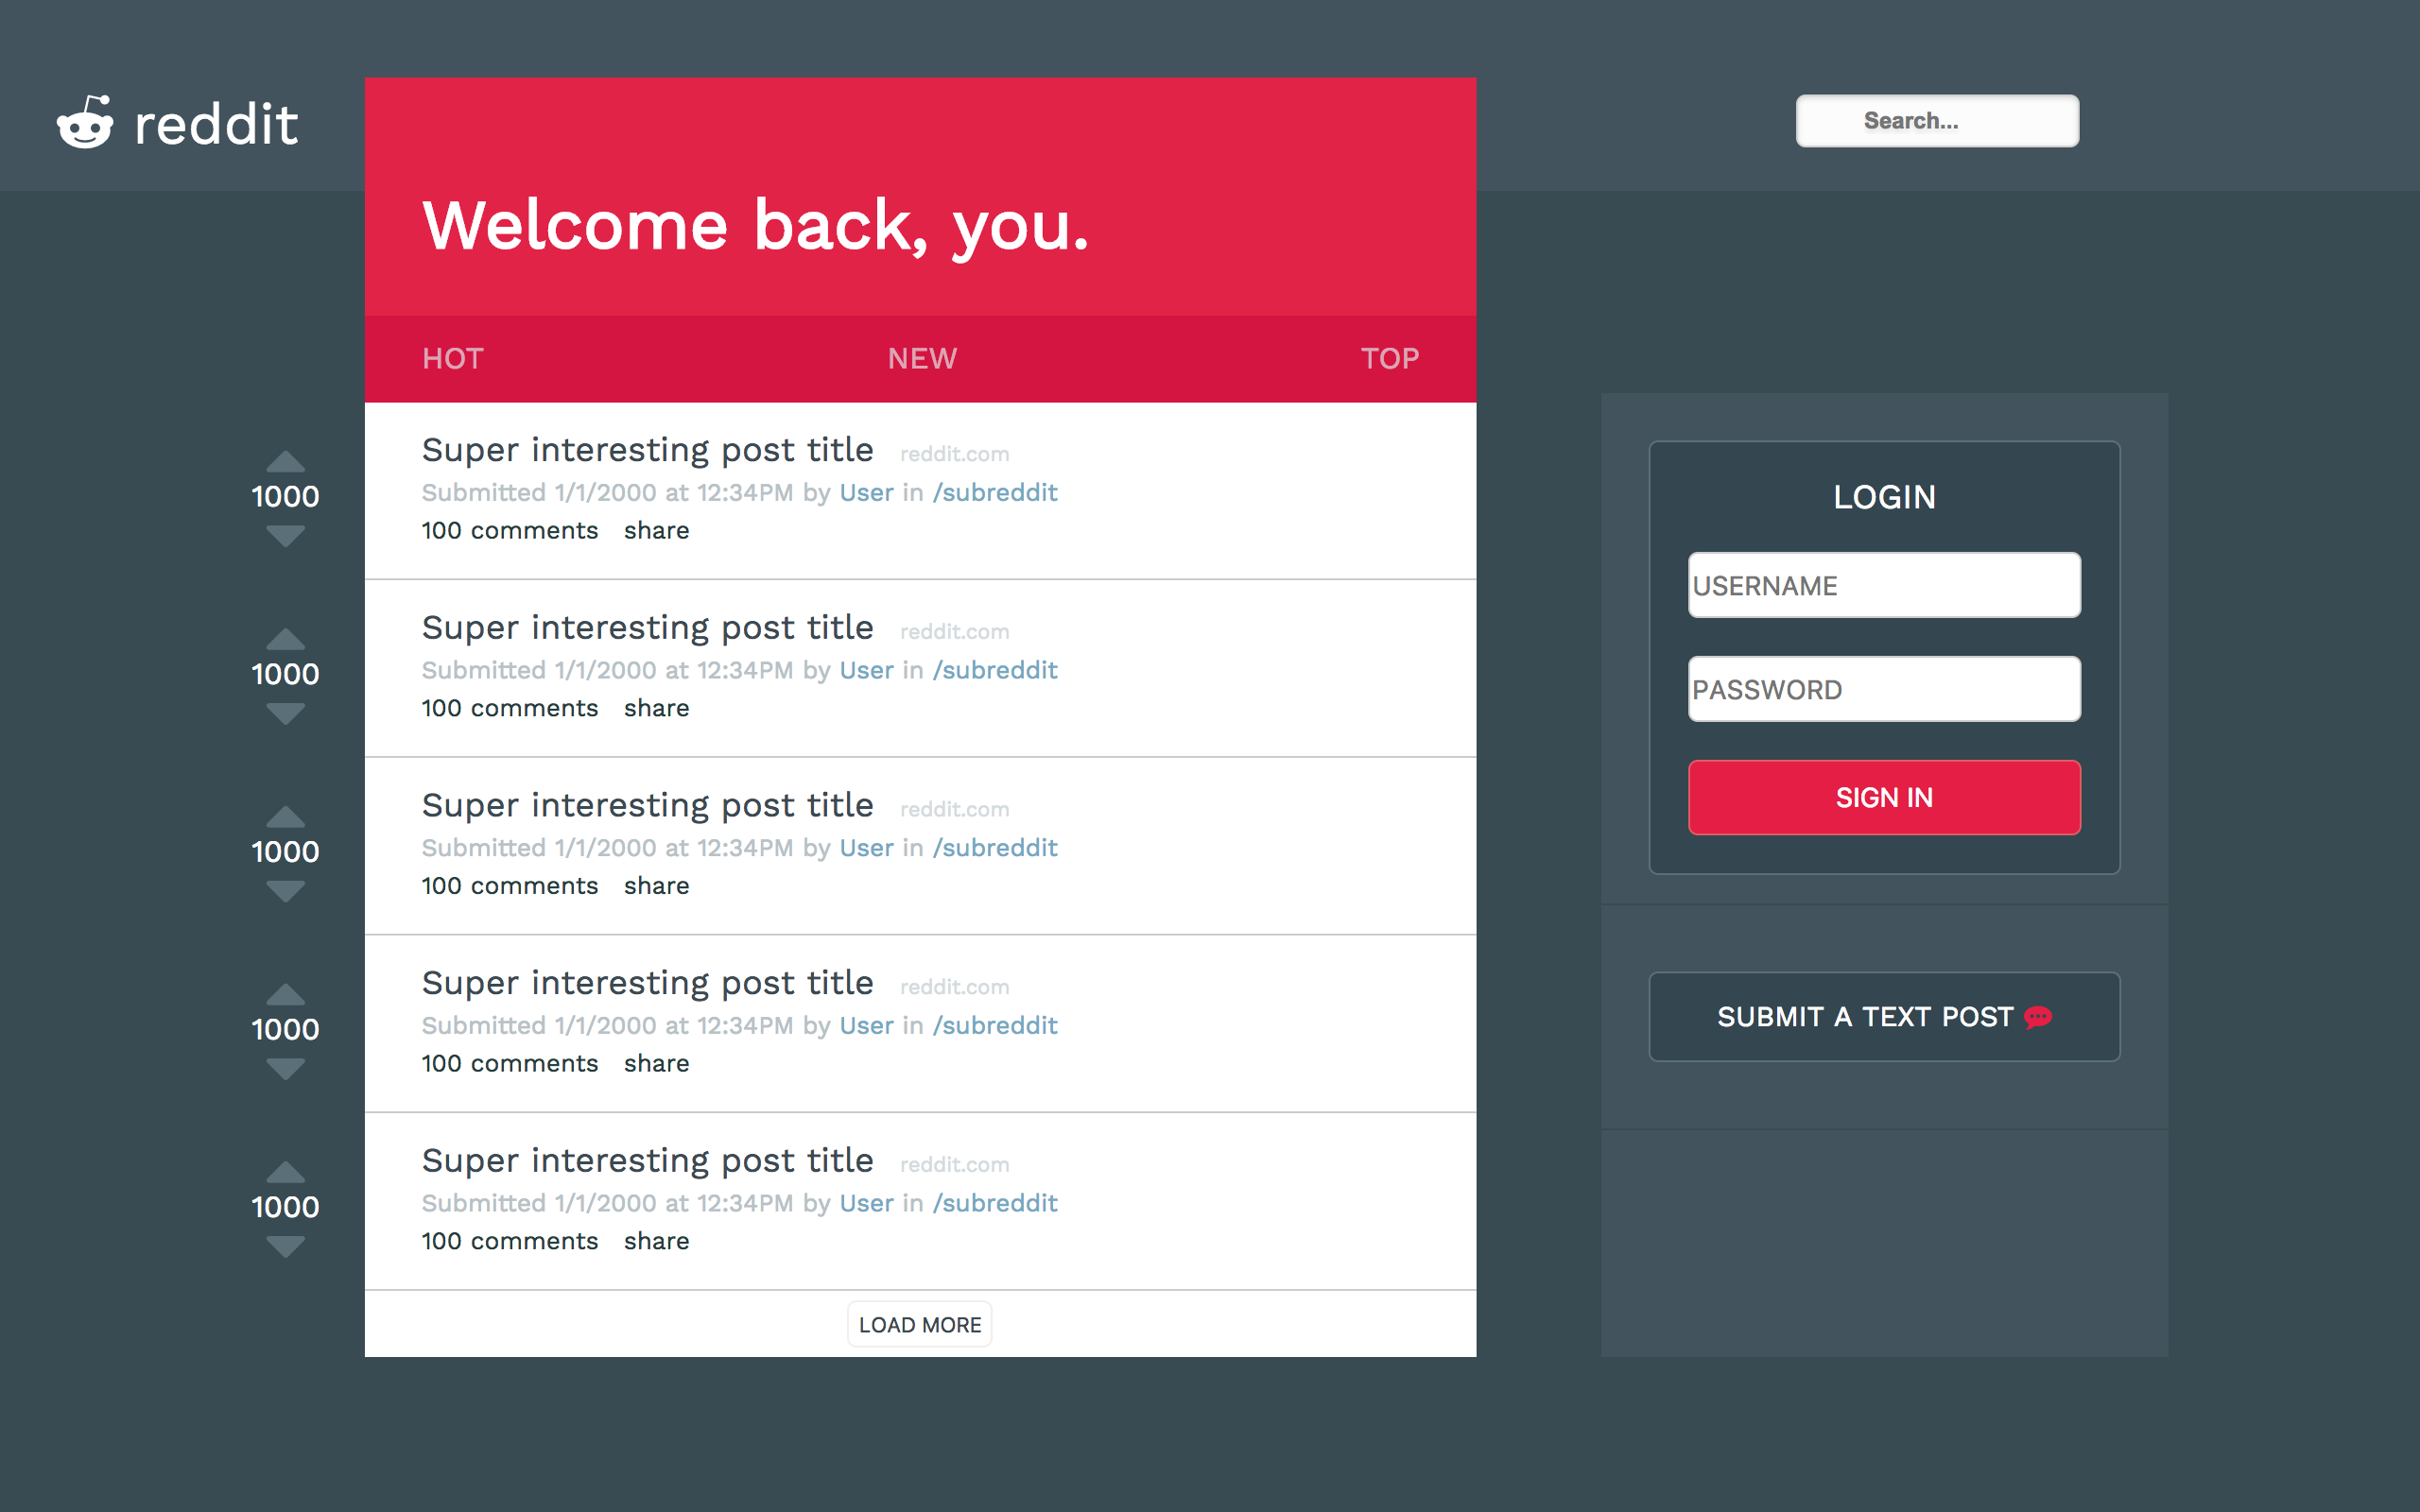 reddit
Search...
Welcome back, you.
HOT NEW TOP
1000
Super interesting post title reddit.com
Submitted 1/1/2000 at 12:34PM by User in /subreddit
100 comments share
1000
Super interesting post title reddit.com
Submitted 1/1/2000 at 12:34PM by User in /subreddit
100 comments share
1000
Super interesting post title reddit.com
Submitted 1/1/2000 at 12:34PM by User in /subreddit
100 comments share
1000
Super interesting post title reddit.com
Submitted 1/1/2000 at 12:34PM by User in /subreddit
100 comments share
1000
Super interesting post title reddit.com
Submitted 1/1/2000 at 12:34PM by User in /subreddit
100 comments share
LOAD MORE
LOGIN
USERNAME
PASSWORD
SIGN IN
SUBMIT A TEXT POST